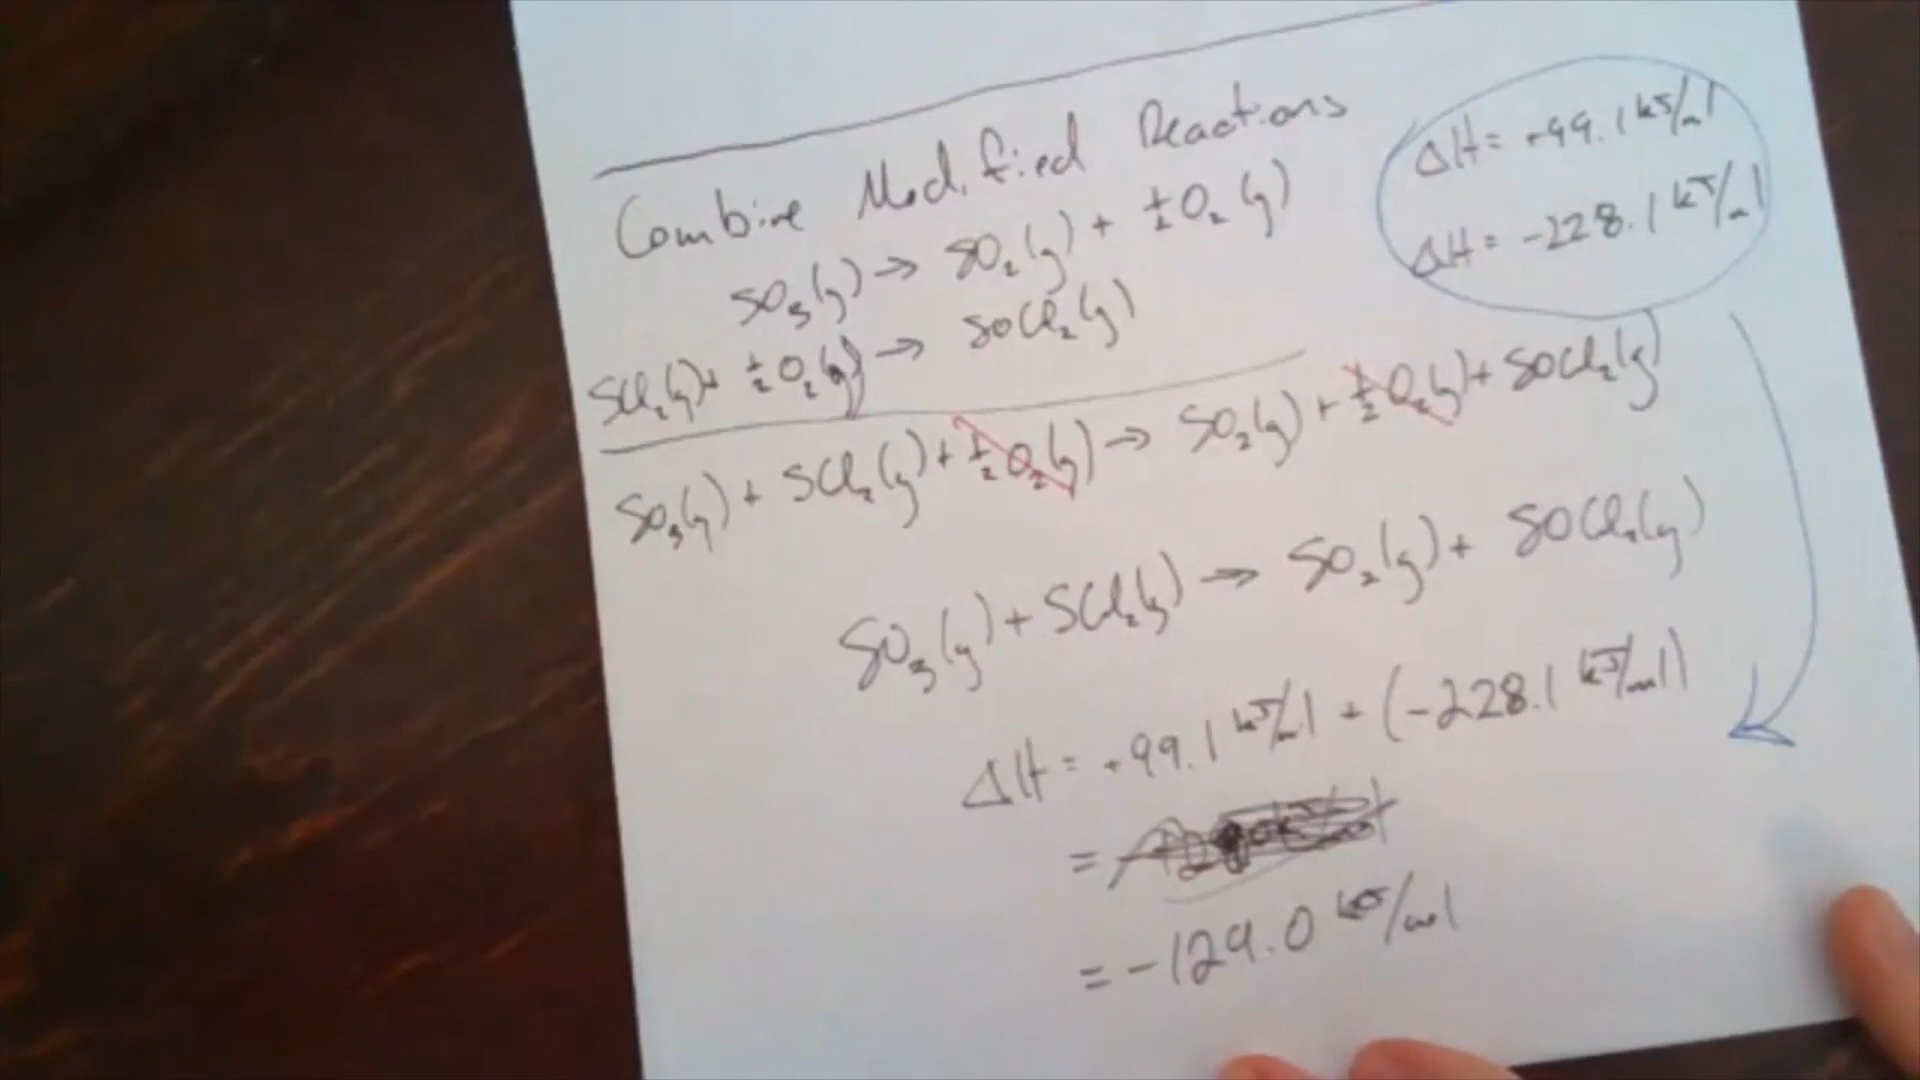 Combine Modified Reactions
SO₃(g) → SO₂(g) + ½O₂(g) ΔH = +99.1 kJ/mol
SCl₂(g) + ½O₂(g) → SOCl₂(g) ΔH = -228.1 kJ/mol
SO₃(g) + SCl₂(g) + ½O₂(g) → SO₂(g) + ½O₂(g) + SOCl₂(g)
SO₃(g) + SCl₂(g) → SO₂(g) + SOCl₂(g)
ΔH = +99.1 kJ/mol + (-228.1 kJ/mol)
=
= -129.0 kJ/mol